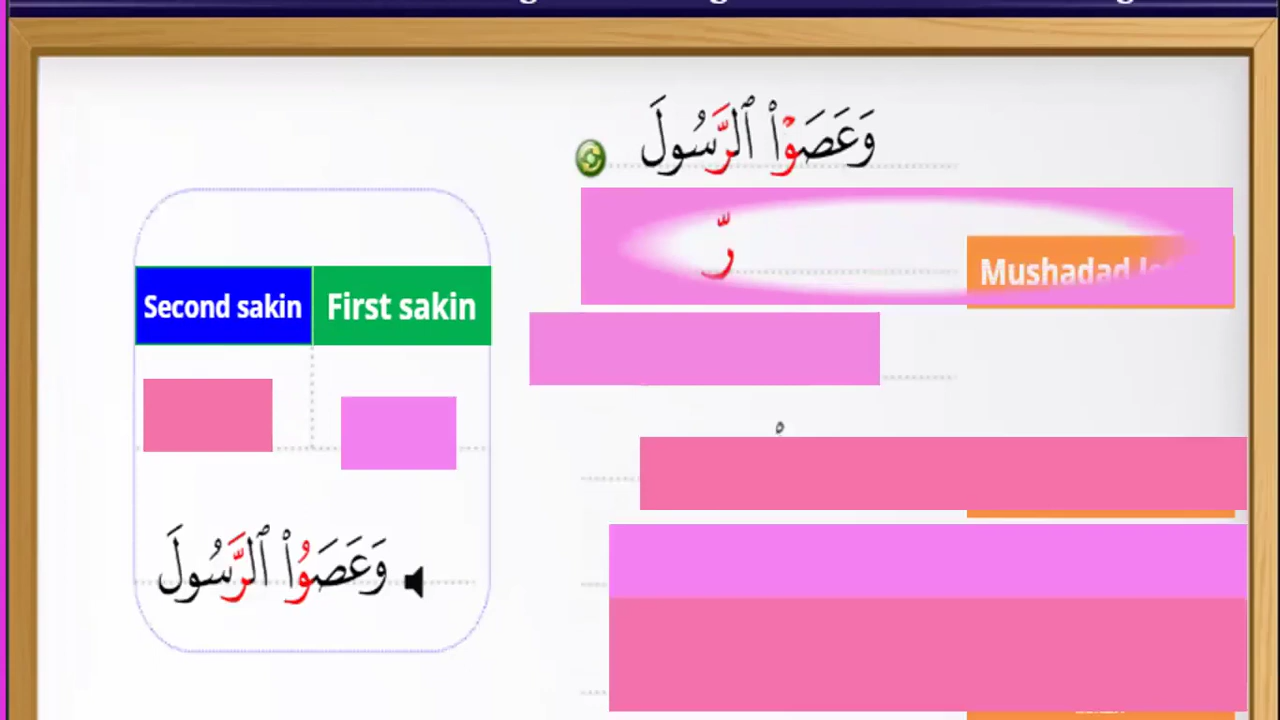 وَعَصَوْا۟ ٱلرَّسُولَ
رّ
Mushadad
Second sakin First sakin
وَعَصَوُا۟ ٱلرَّسُولَ